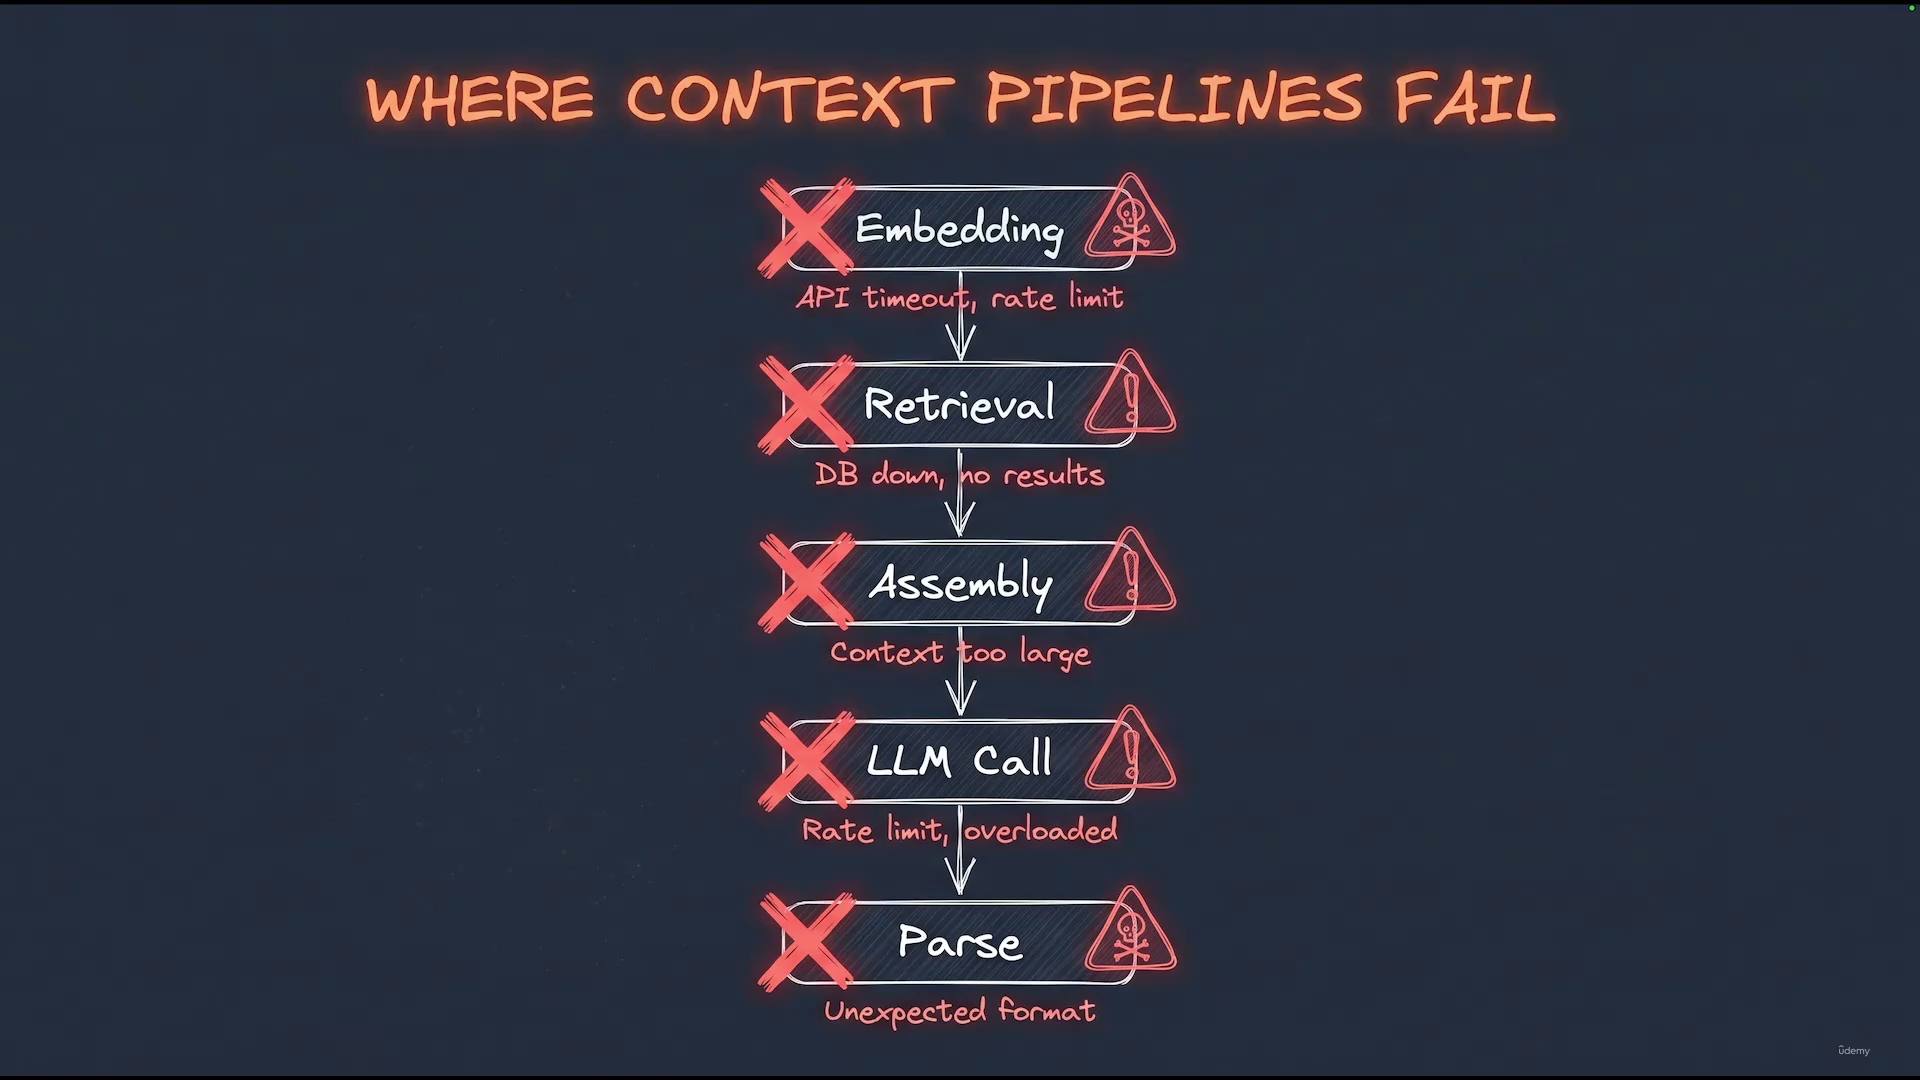 WHERE CONTEXT PIPELINES FAIL
Embedding
API timeout, rate limit
Retrieval
DB down, no results
Assembly
Context too large
LLM Call
Rate limit, overloaded
Parse
Unexpected format
udemy